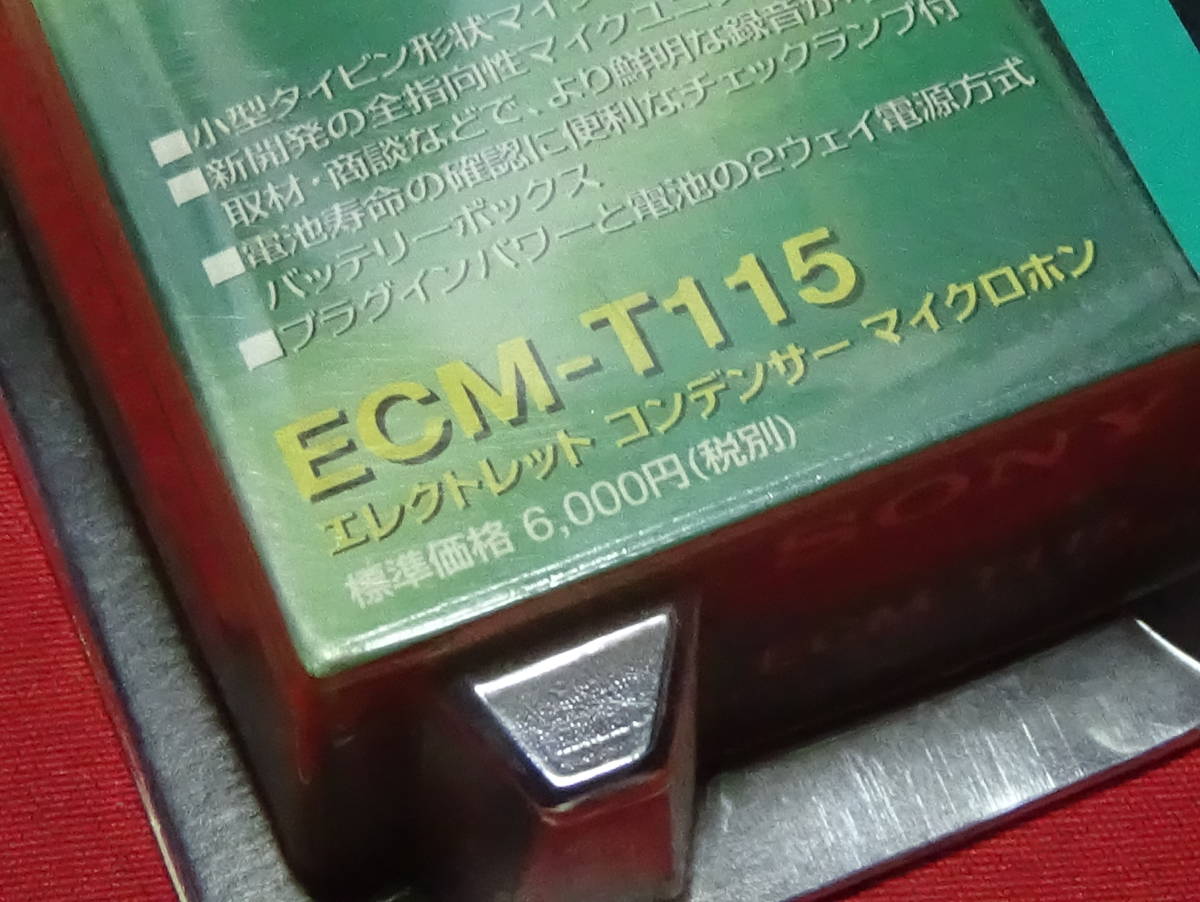 ■小型タイピン形状マイク
■新開発の全指向性マイクユニ
取材・商談などで、より鮮明な録音が
■電池寿命の確認に便利なチェックランプ付
バッテリーボックス
■プラグインパワーと電池の2ウェイ電源方式
ECM-T115
エレクトレット コンデンサー マイクロホン
標準価格 6,000円(税別)
SONY